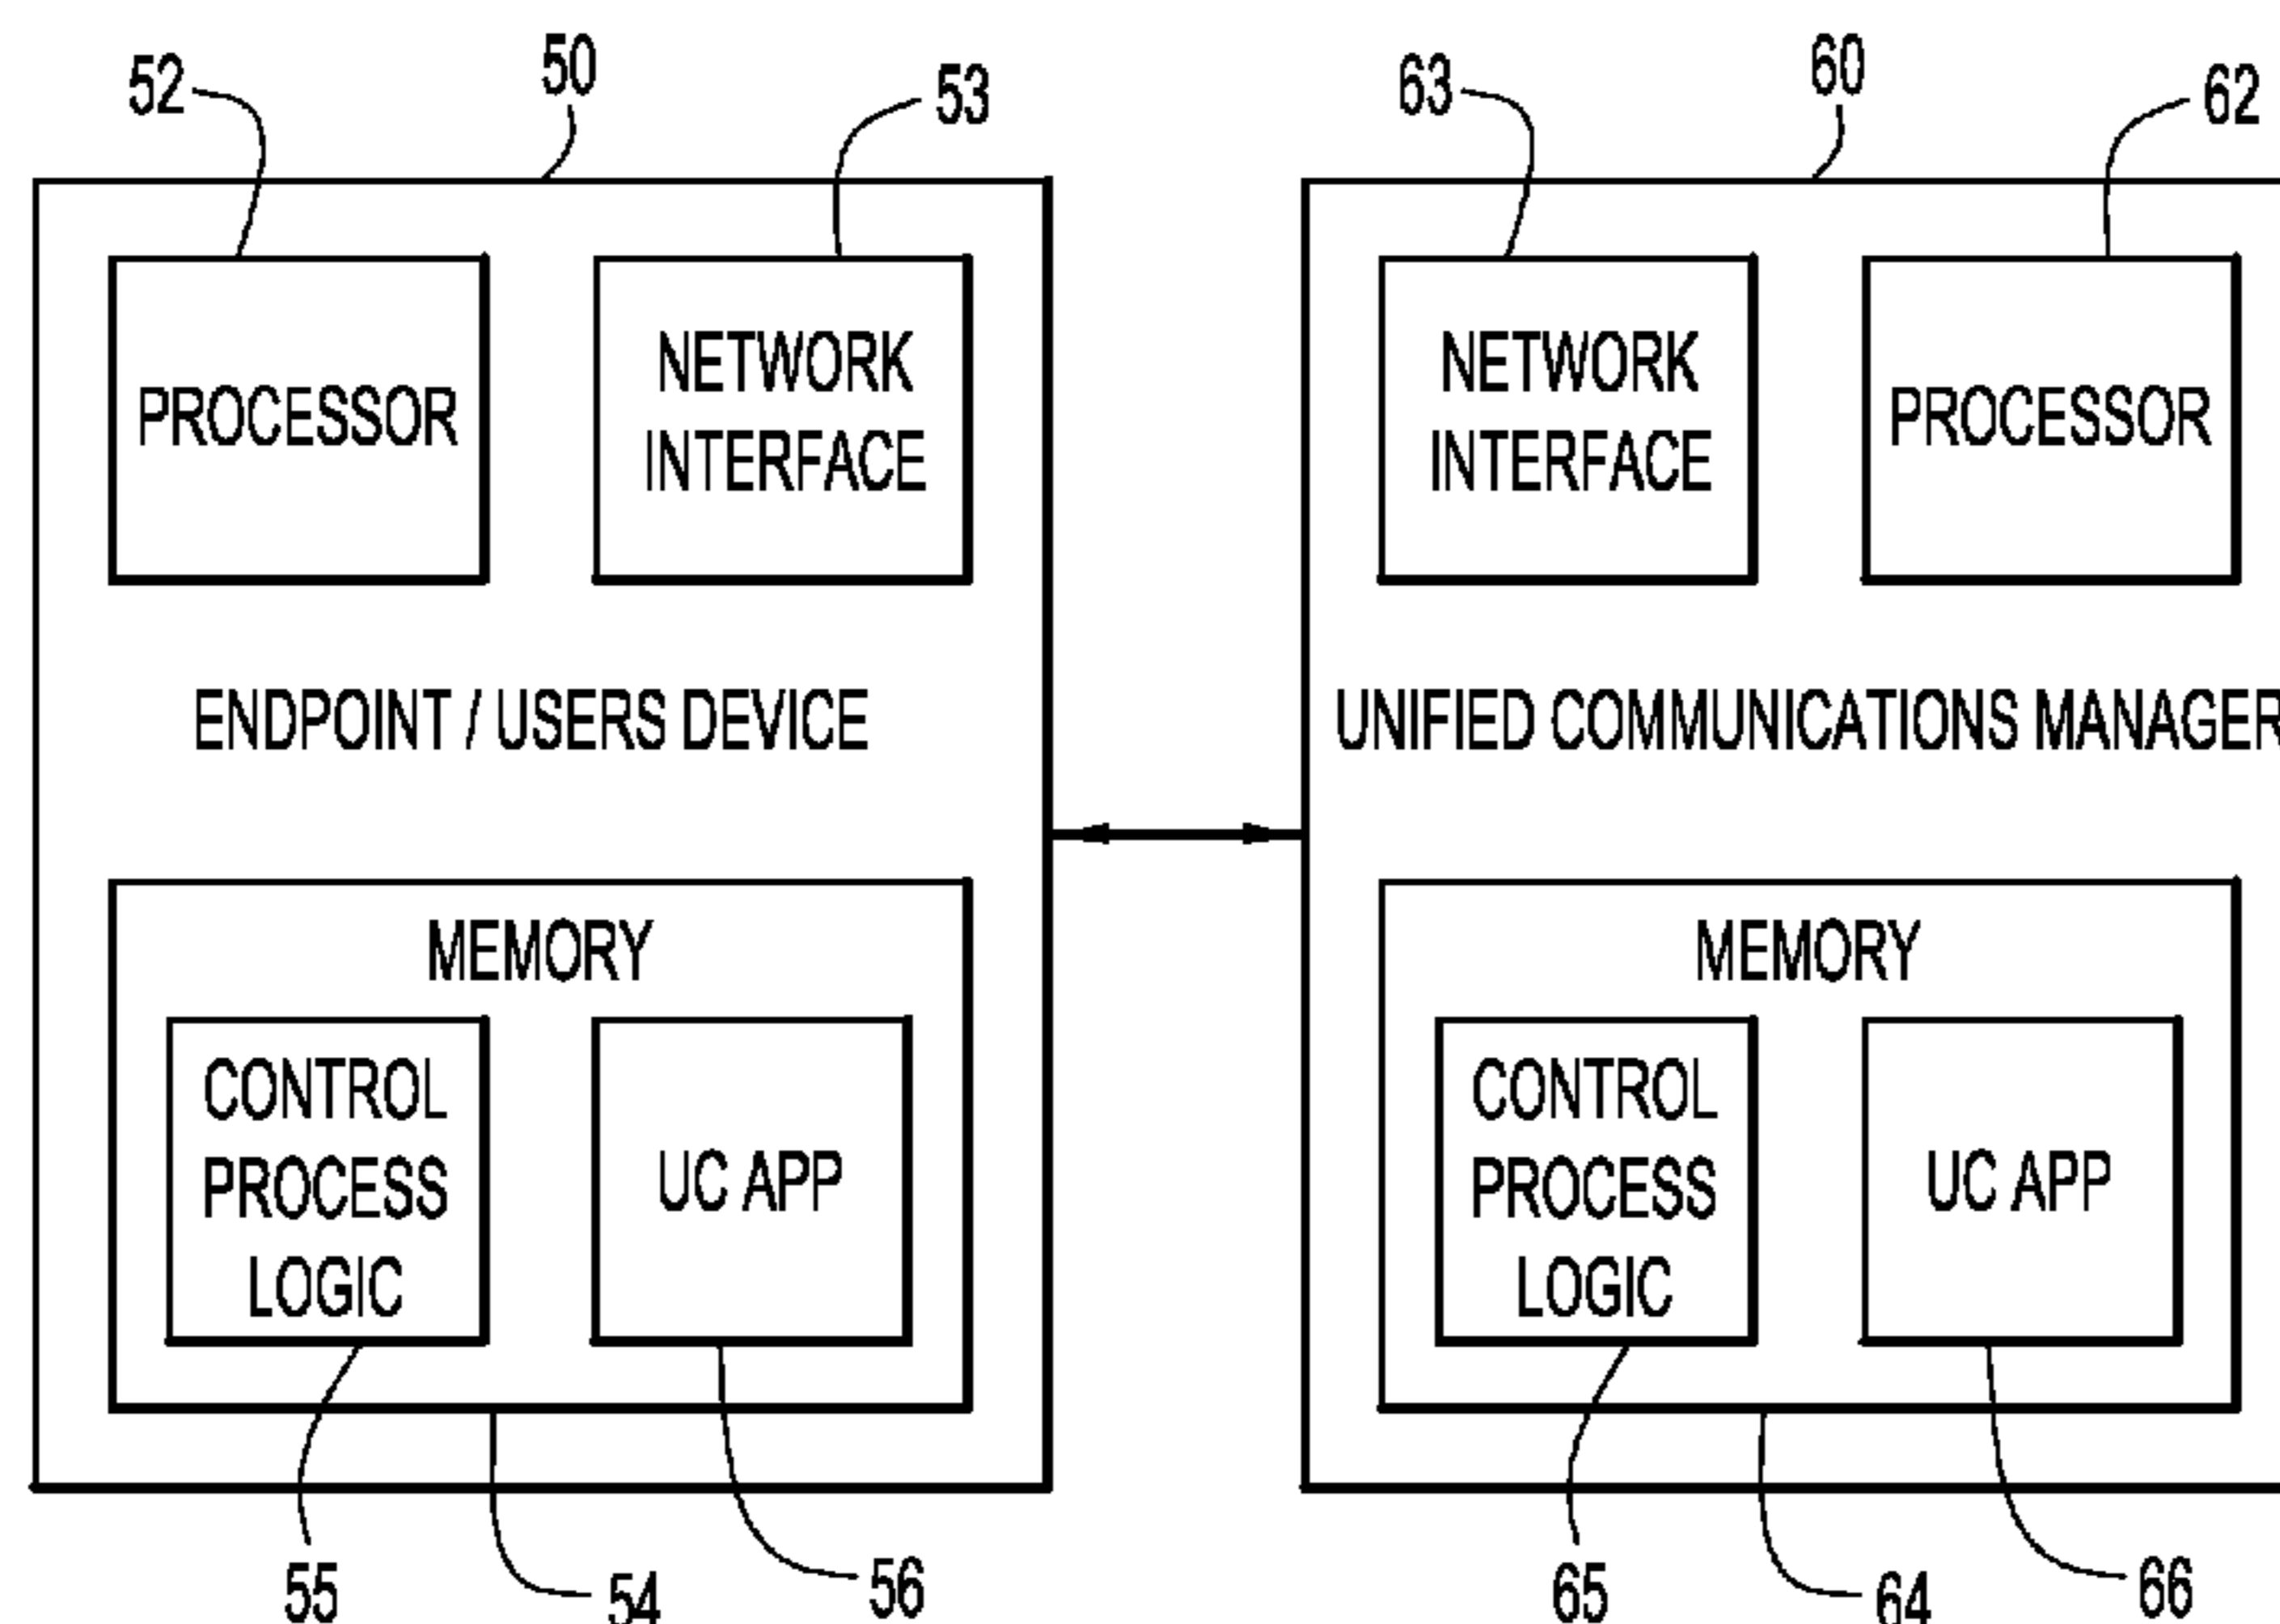 52
50
53
63
60
62
PROCESSOR
NETWORK
INTERFACE
NETWORK
INTERFACE
PROCESSOR
ENDPOINT / USERS DEVICE
UNIFIED COMMUNICATIONS MANAGER
MEMORY
CONTROL
PROCESS
LOGIC
UC APP
MEMORY
CONTROL
PROCESS
LOGIC
UC APP
55
54
56
65
64
66